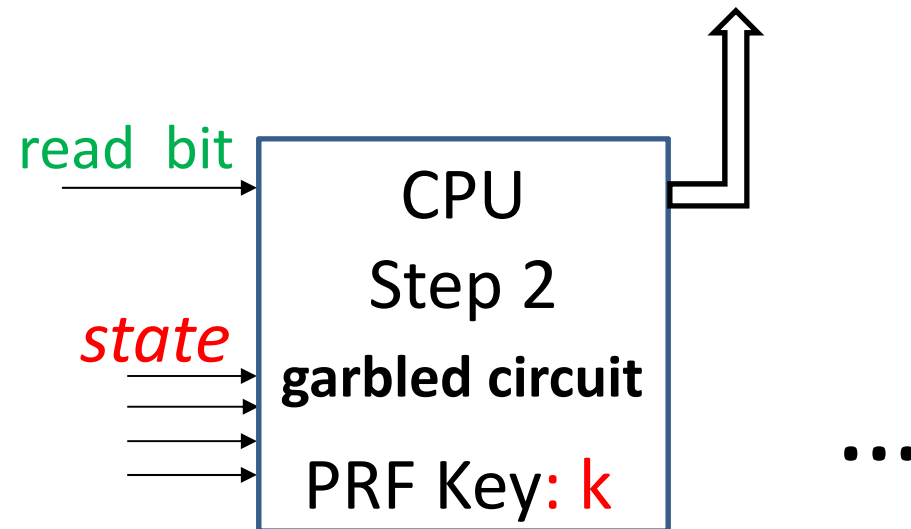 read bit
CPU
Step 2
state
garbled circuit
PRF Key: k
...